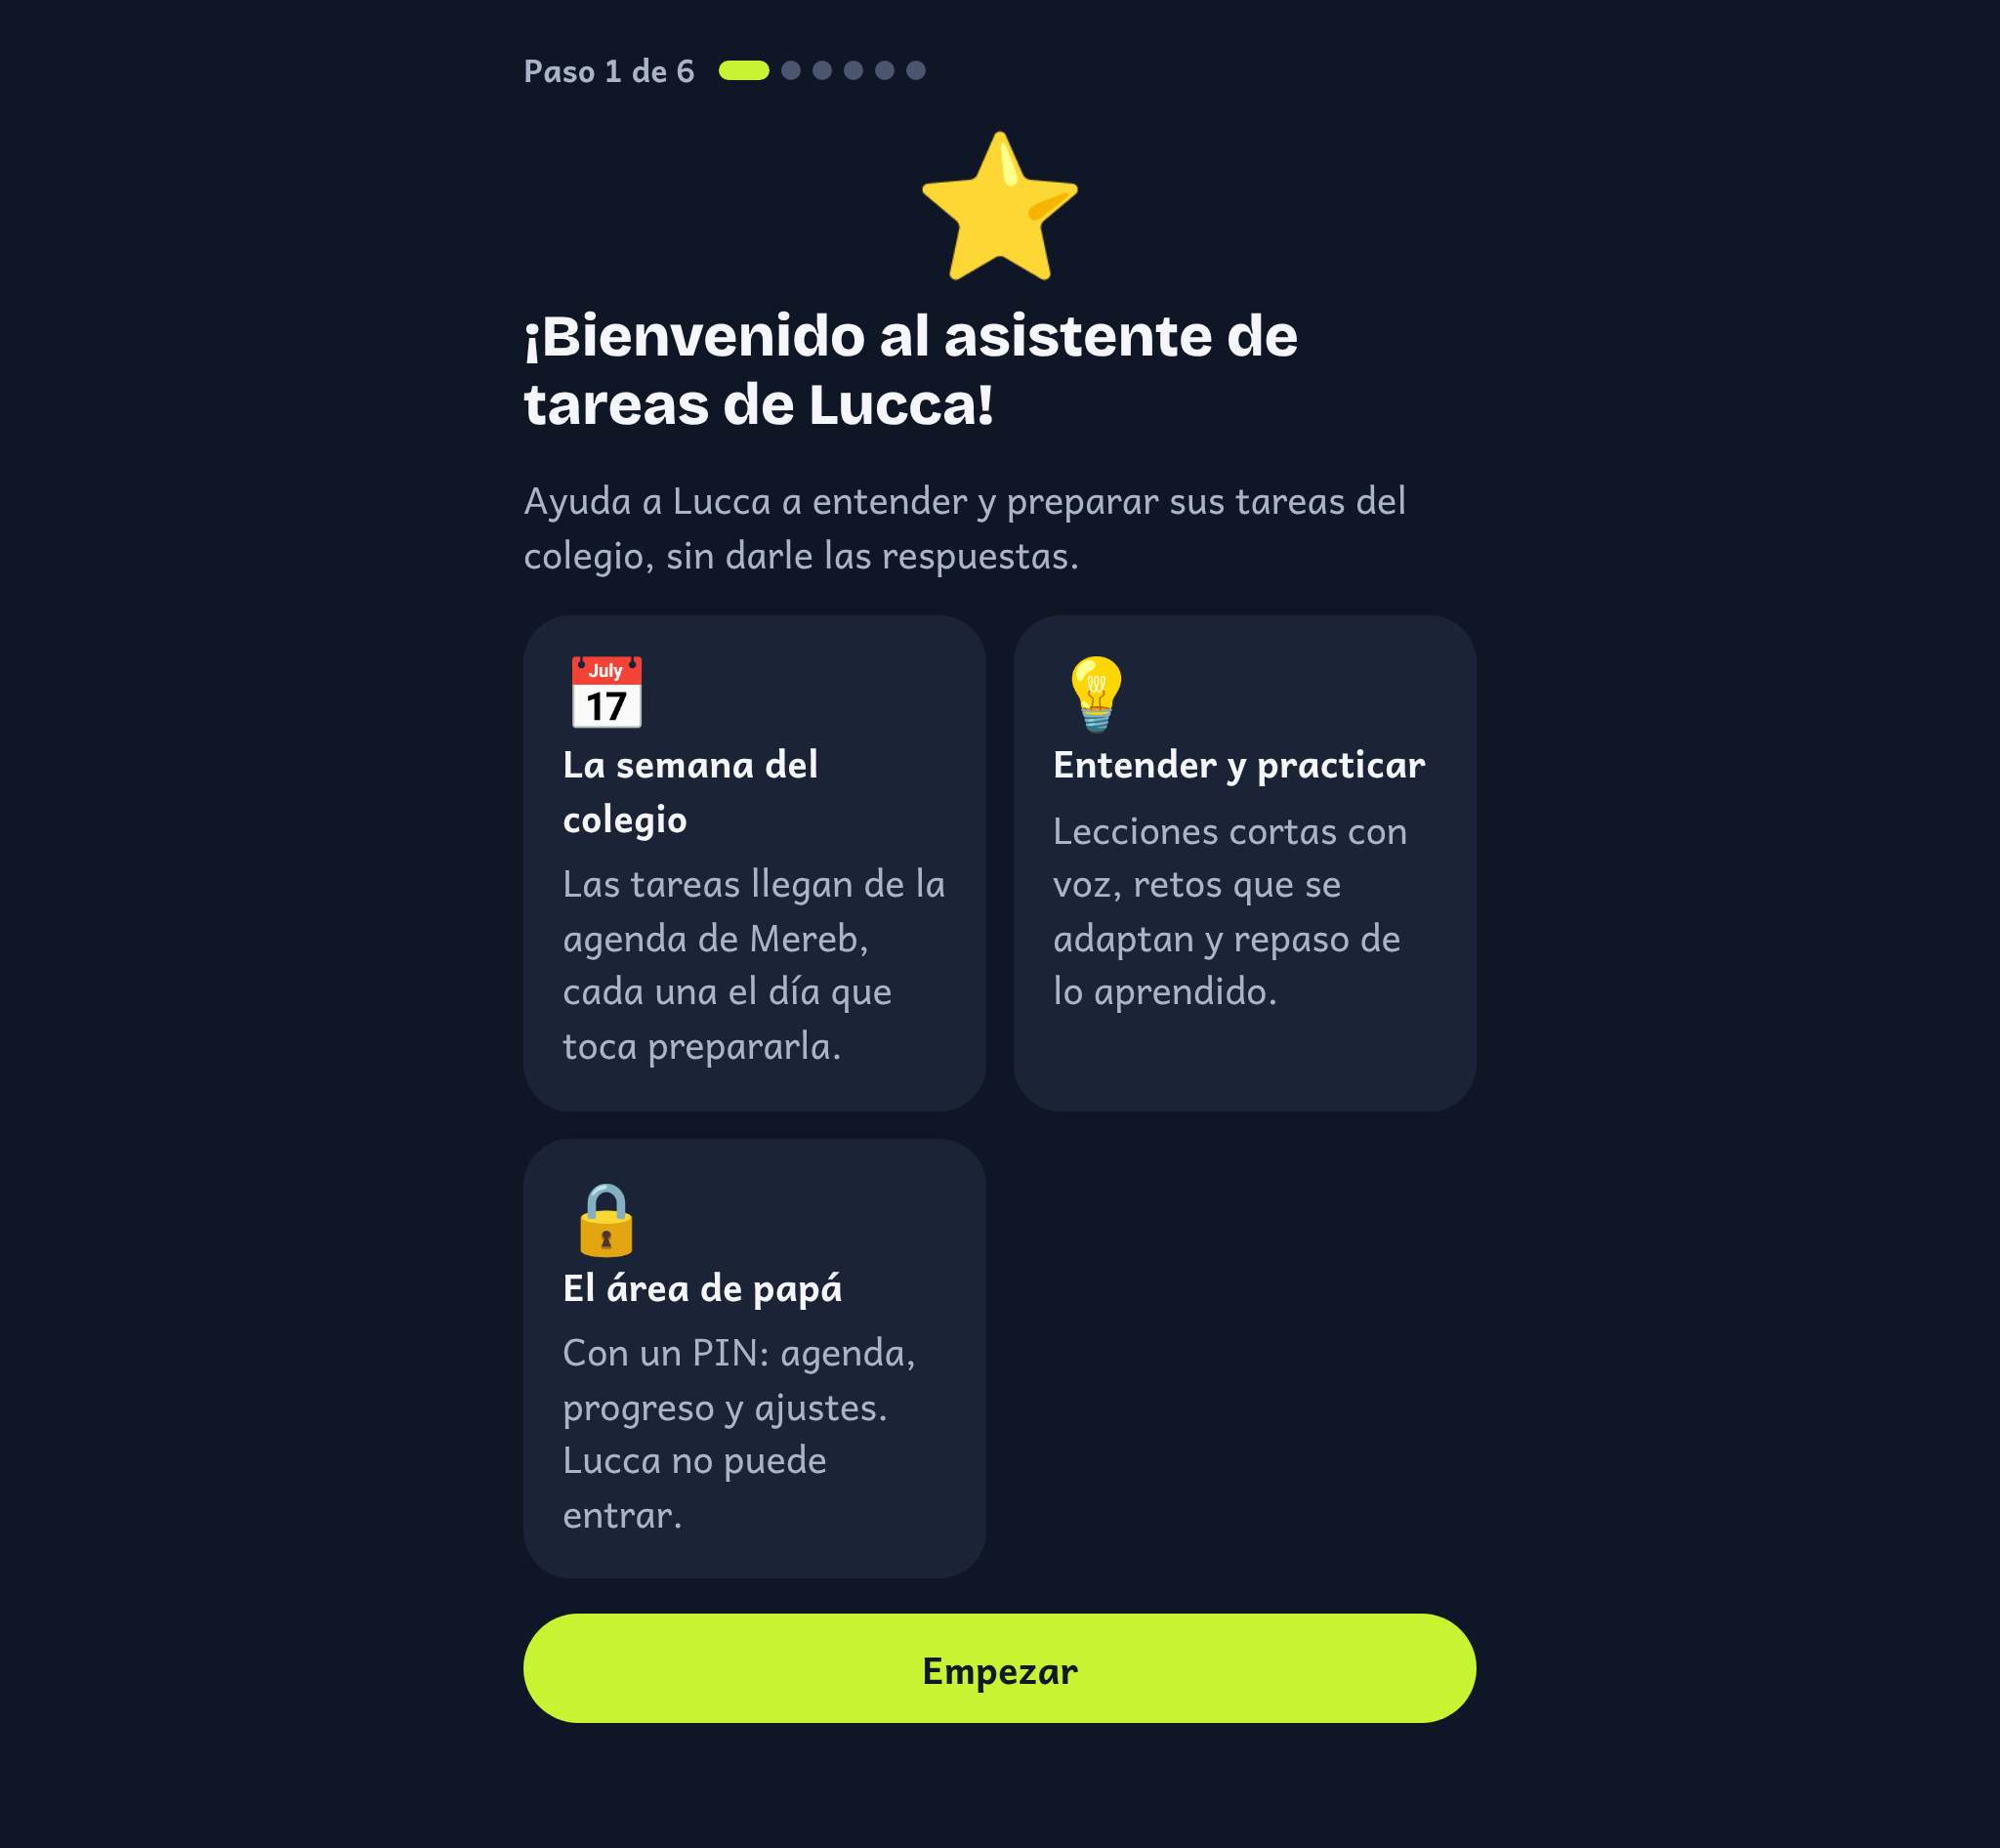 Paso 1 de 6
¡Bienvenido al asistente de
tareas de Lucca!
Ayuda a Lucca a entender y preparar sus tareas del
colegio, sin darle las respuestas.
July
17
La semana del
colegio
Las tareas llegan de la
agenda de Mereb,
cada una el día que
toca prepararla.
Entender y practicar
Lecciones cortas con
voz, retos que se
adaptan y repaso de
lo aprendido.
El área de papá
Con un PIN: agenda,
progreso y ajustes.
Lucca no puede
entrar.
Empezar